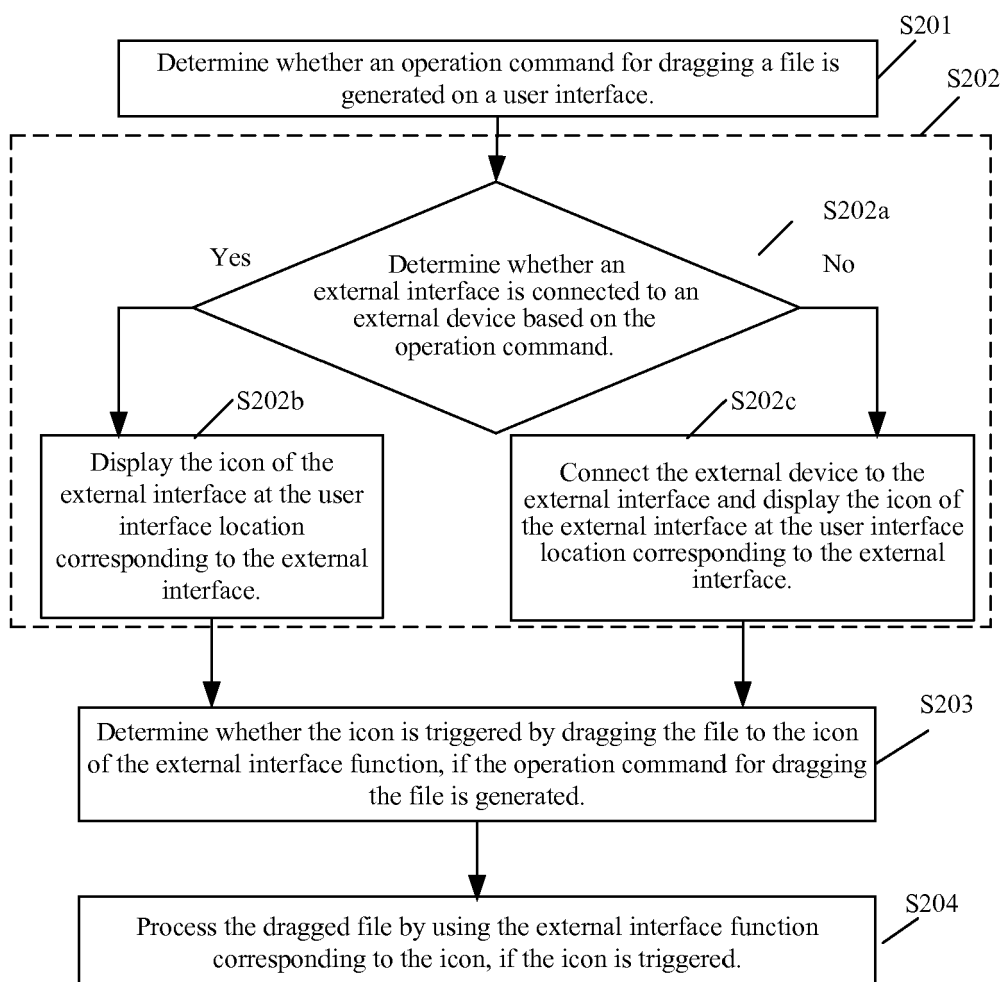 S201
Determine whether an operation command for dragging a file is
generated on a user interface.
S202
S202a
Yes
No
Determine whether an
external interface is connected to an
external device based on the
operation command.
S202b
S202c
Display the icon of the
external interface at the user
interface location
corresponding to the external
interface.
Connect the external device to the
external interface and display the icon of
the external interface at the user interface
location corresponding to the external
interface.
S203
Determine whether the icon is triggered by dragging the file to the icon
of the external interface function, if the operation command for dragging
the file is generated.
S204
Process the dragged file by using the external interface function
corresponding to the icon, if the icon is triggered.